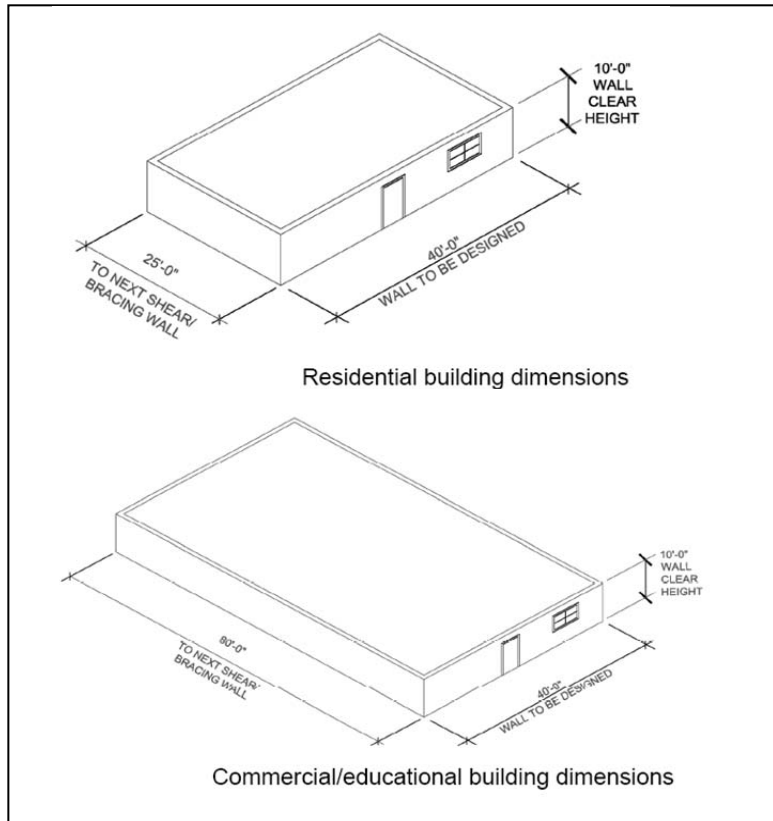 10'-0"
WALL
CLEAR
HEIGHT
25'-0"
TO NEXT SHEAR/
BRACING WALL
40'-0"
WALL TO BE DESIGNED
Residential building dimensions
10'-0"
WALL
CLEAR
HEIGHT
80'-0"
TO NEXT SHEAR/
BRACING WALL
40'-0"
WALL TO BE DESIGNED
Commercial/educational building dimensions